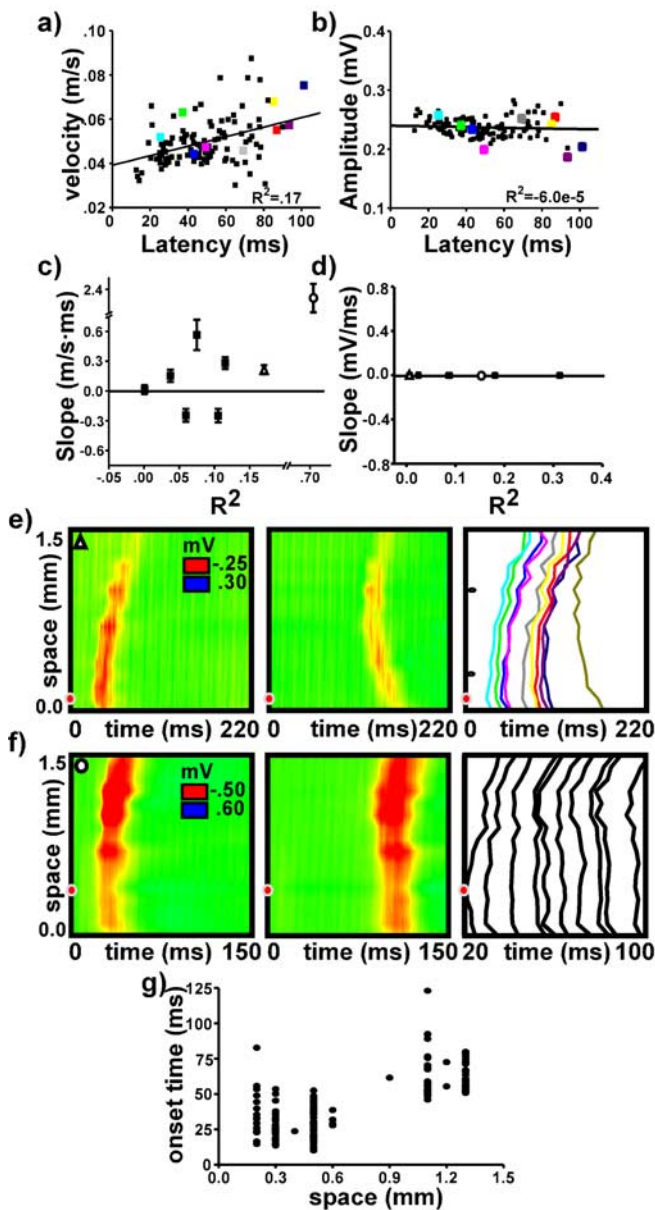 a)
velocity (m/s)
.10
.08
.06
.04
.02
0 20 40 60 80 100
R²=.17
Latency (ms)
b)
Amplitude (mV)
0.4
0.3
0.2
0.1
0 20 40 60 80 100
R²=-6.0e-5
Latency (ms)
c)
Slope (m/s·ms)
2.4
0.6
0.3
0.0
-0.3
-0.6
-.05 .00 .05 .10 .15 .70
R²
d)
Slope (mV/ms)
0.8
0.4
0.0
-0.4
-0.8
0.0 0.1 0.2 0.3 0.4
R²
e)
space (mm)
1.5
0.0
mV
-.25
.30
0 time (ms) 220
0 time (ms) 220
0 time (ms) 220
f)
space (mm)
1.5
0.0
mV
-.50
.60
0 time (ms) 150
0 time (ms) 150
20 time (ms) 100
g)
onset time (ms)
125
100
75
50
25
0
0.0 0.3 0.6 0.9 1.2 1.5
space (mm)